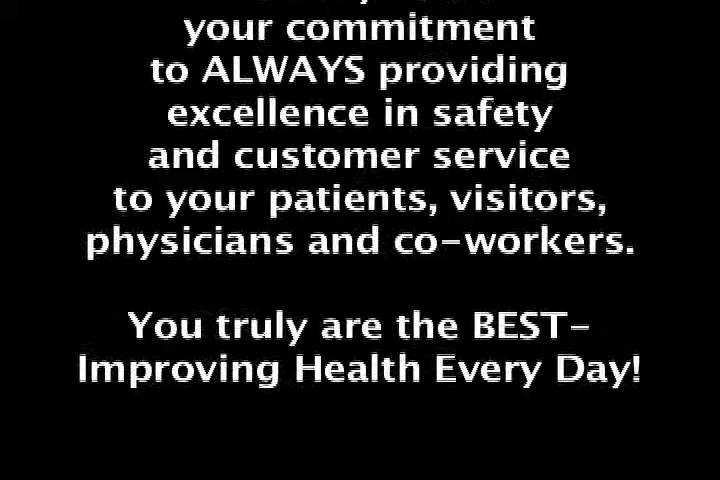 your commitment
to ALWAYS providing
excellence in safety
and customer service
to your patients, visitors,
physicians and co-workers.
You truly are the BEST-
Improving Health Every Day!